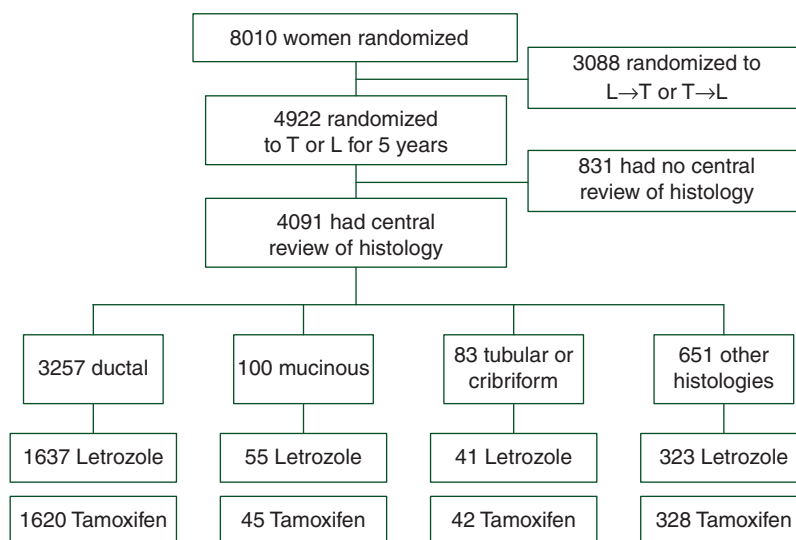 8010 women randomized
3088 randomized to
L→T or T→L
4922 randomized
to T or L for 5 years
831 had no central
review of histology
4091 had central
review of histology
3257 ductal
100 mucinous
83 tubular or
cribriform
651 other
histologies
1637 Letrozole
55 Letrozole
41 Letrozole
323 Letrozole
1620 Tamoxifen
45 Tamoxifen
42 Tamoxifen
328 Tamoxifen